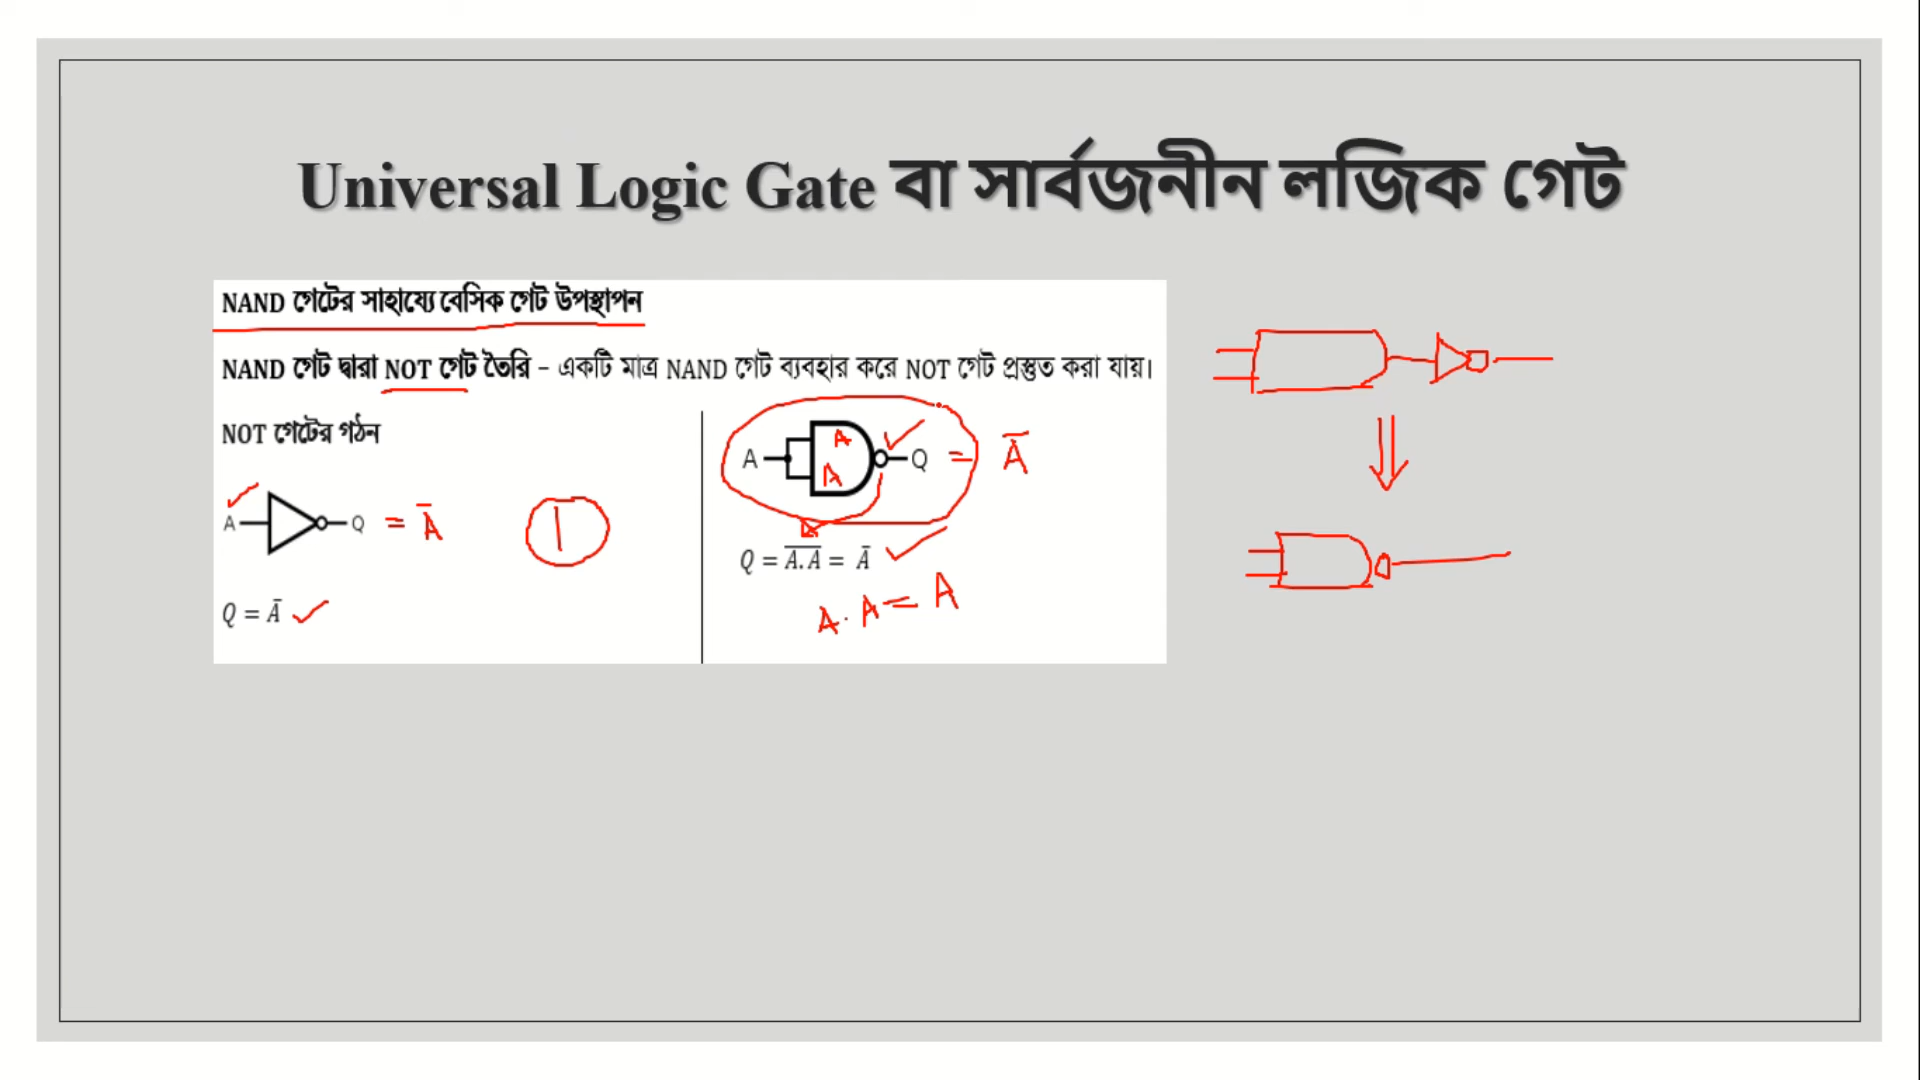 Universal Logic Gate বা সার্বজনীন লজিক গেট
NAND গেটের সাহায্যে বেসিক গেট উপস্থাপন
NAND গেট দ্বারা NOT গেট তৈরি – একটি মাত্র NAND গেট ব্যবহার করে NOT গেট প্রস্তুত করা যায়।
NOT গেটের গঠন
A Q = Ā
1
Q = Ā
A A A Q = Ā
Q = \overline{A.A} = Ā
A.A = A